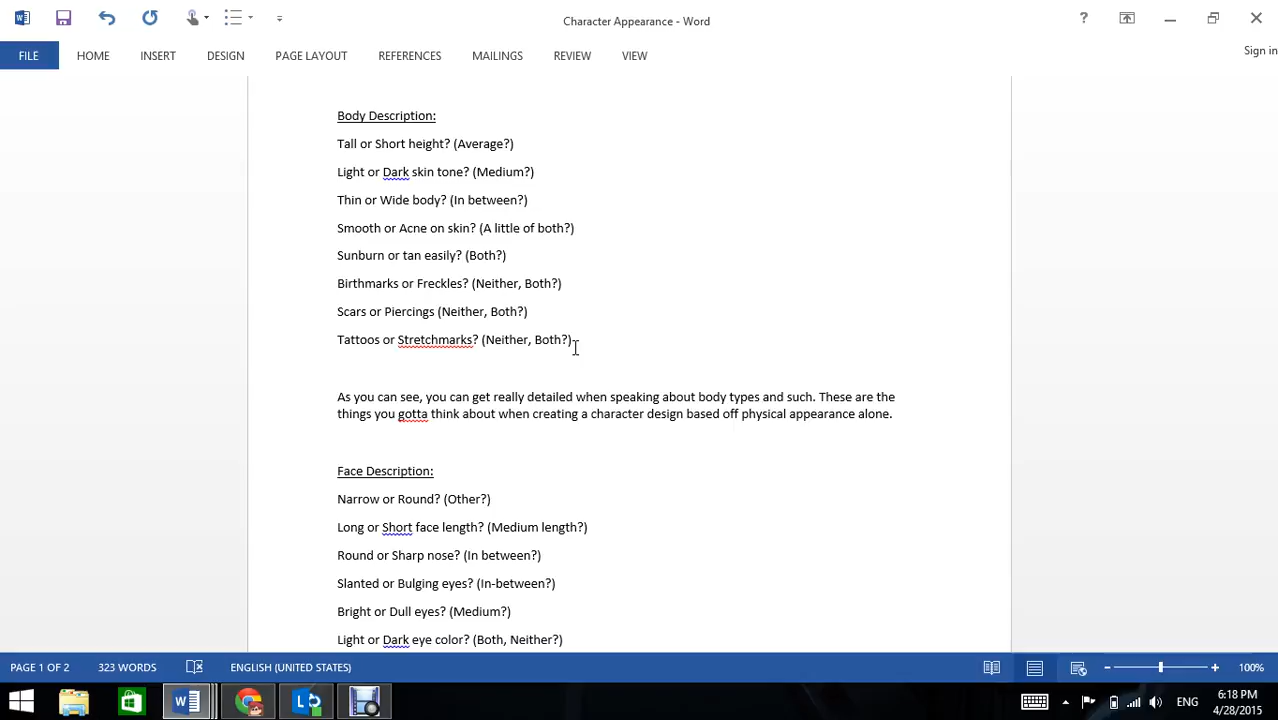 Character Appearance - Word
?
Sign in
FILE HOME INSERT DESIGN PAGE LAYOUT REFERENCES MAILINGS REVIEW VIEW
Body Description:
Tall or Short height? (Average?)
Light or Dark skin tone? (Medium?)
Thin or Wide body? (In between?)
Smooth or Acne on skin? (A little of both?)
Sunburn or tan easily? (Both?)
Birthmarks or Freckles? (Neither, Both?)
Scars or Piercings (Neither, Both?)
Tattoos or Stretchmarks? (Neither, Both?)
As you can see, you can get really detailed when speaking about body types and such. These are the
things you gotta think about when creating a character design based off physical appearance alone.
Face Description:
Narrow or Round? (Other?)
Long or Short face length? (Medium length?)
Round or Sharp nose? (In between?)
Slanted or Bulging eyes? (In-between?)
Bright or Dull eyes? (Medium?)
Light or Dark eye color? (Both, Neither?)
PAGE 1 OF 2 323 WORDS ENGLISH (UNITED STATES) 100%
ENG
6:18 PM
4/28/2015